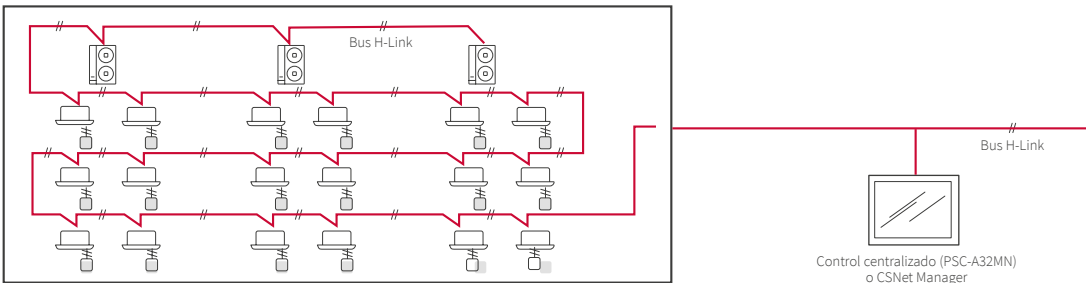 Bus H-Link
Bus H-Link
Control centralizado (PSC-A32MN)
o CSNet Manager